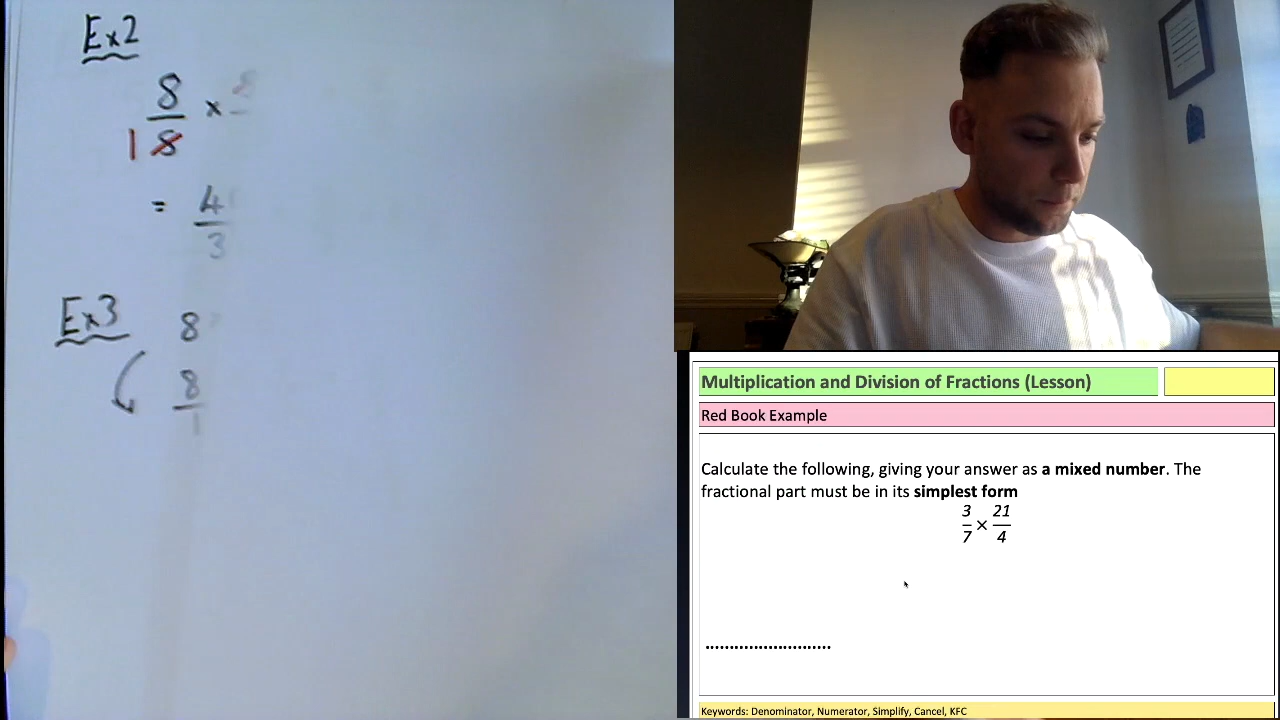 Ex2
8/8 × 8
1
= 4/3
Ex3
8
8/1
Multiplication and Division of Fractions (Lesson)
Red Book Example
Calculate the following, giving your answer as a mixed number. The
fractional part must be in its simplest form
3/7 × 21/4
..........................
Keywords: Denominator, Numerator, Simplify, Cancel, KFC